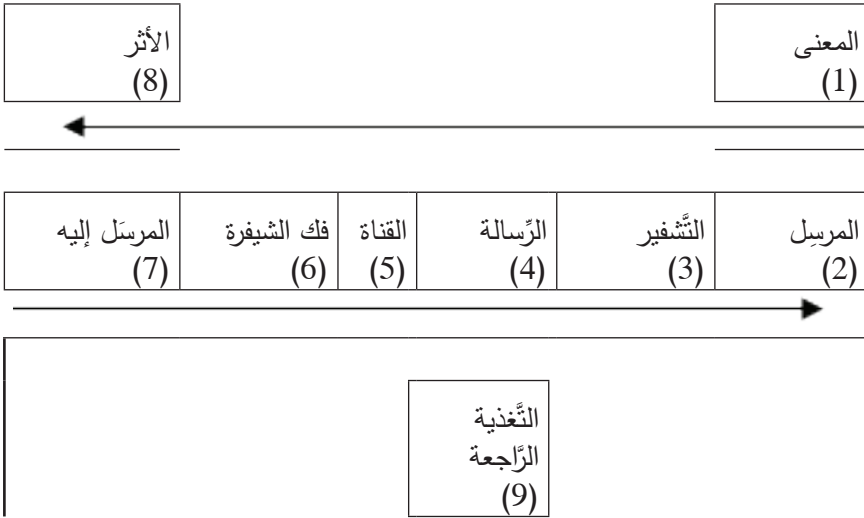 المعنى
(1)
الأثر
(8)
المرسِل
(2)
التَّشفير
(3)
الرِّسالة
(4)
القناة
(5)
فك الشيفرة
(6)
المرسَل إليه
(7)
التَّغذية
الرَّاجعة
(9)